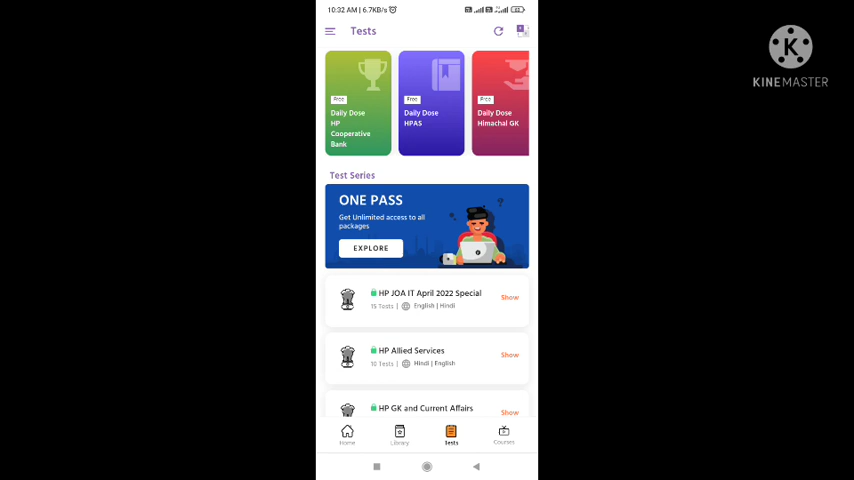 10:32 AM | 6.7KB/s
Tests
K
KINEMASTER
Free
Daily Dose
HP
Cooperative
Bank
Free
Daily Dose
HPAS
Free
Daily Dose
Himachal GK
Test Series
ONE PASS
Get Unlimited access to all
packages
EXPLORE
HP JOA IT April 2022 Special
15 Tests | English | Hindi
Show
HP Allied Services
10 Tests | Hindi | English
Show
HP GK and Current Affairs
Show
Home
Library
Tests
Courses